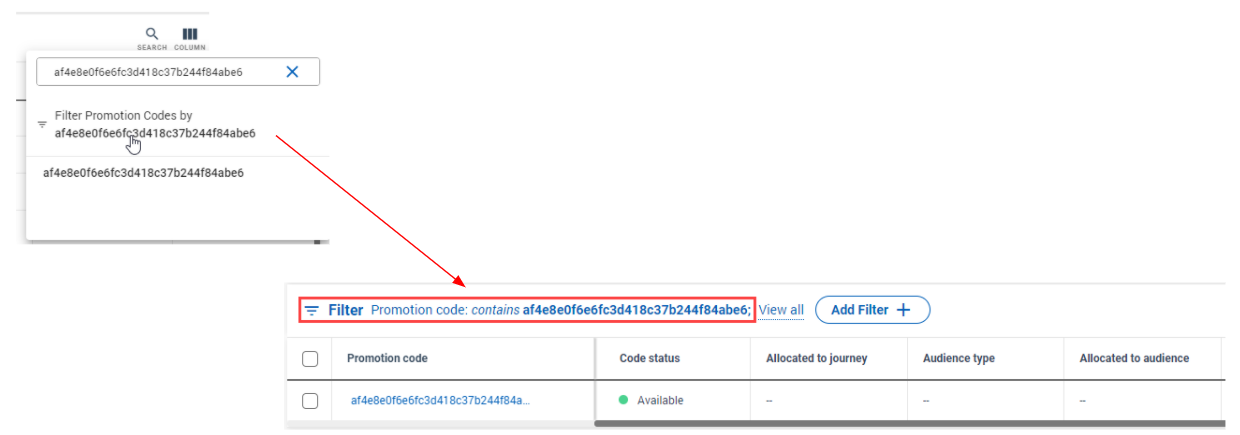 SEARCH COLUMN
af4e8e0f6e6fc3d418c37b244f84abe6
Filter Promotion Codes by
af4e8e0f6e6fc3d418c37b244f84abe6
af4e8e0f6e6fc3d418c37b244f84abe6
Filter Promotion code: contains af4e8e0f6e6fc3d418c37b244f84abe6; View all Add Filter +
Promotion code Code status Allocated to journey Audience type Allocated to audience
af4e8e0f6e6fc3d418c37b244f84a... Available -- -- --